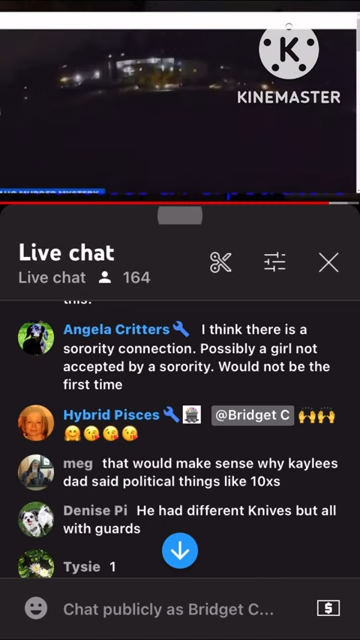 KINEMASTER
Live chat
Live chat 164
this!
Angela Critters I think there is a
sorority connection. Possibly a girl not
accepted by a sorority. Would not be the
first time
Hybrid Pisces @Bridget C
meg that would make sense why kaylees
dad said political things like 10xs
Denise Pi He had different Knives but all
with guards
Tysie 1
Chat publicly as Bridget C...